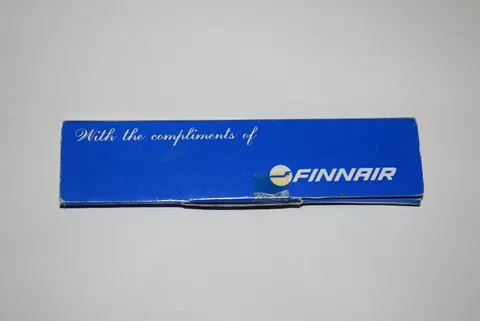 With the compliments of
FINNAIR